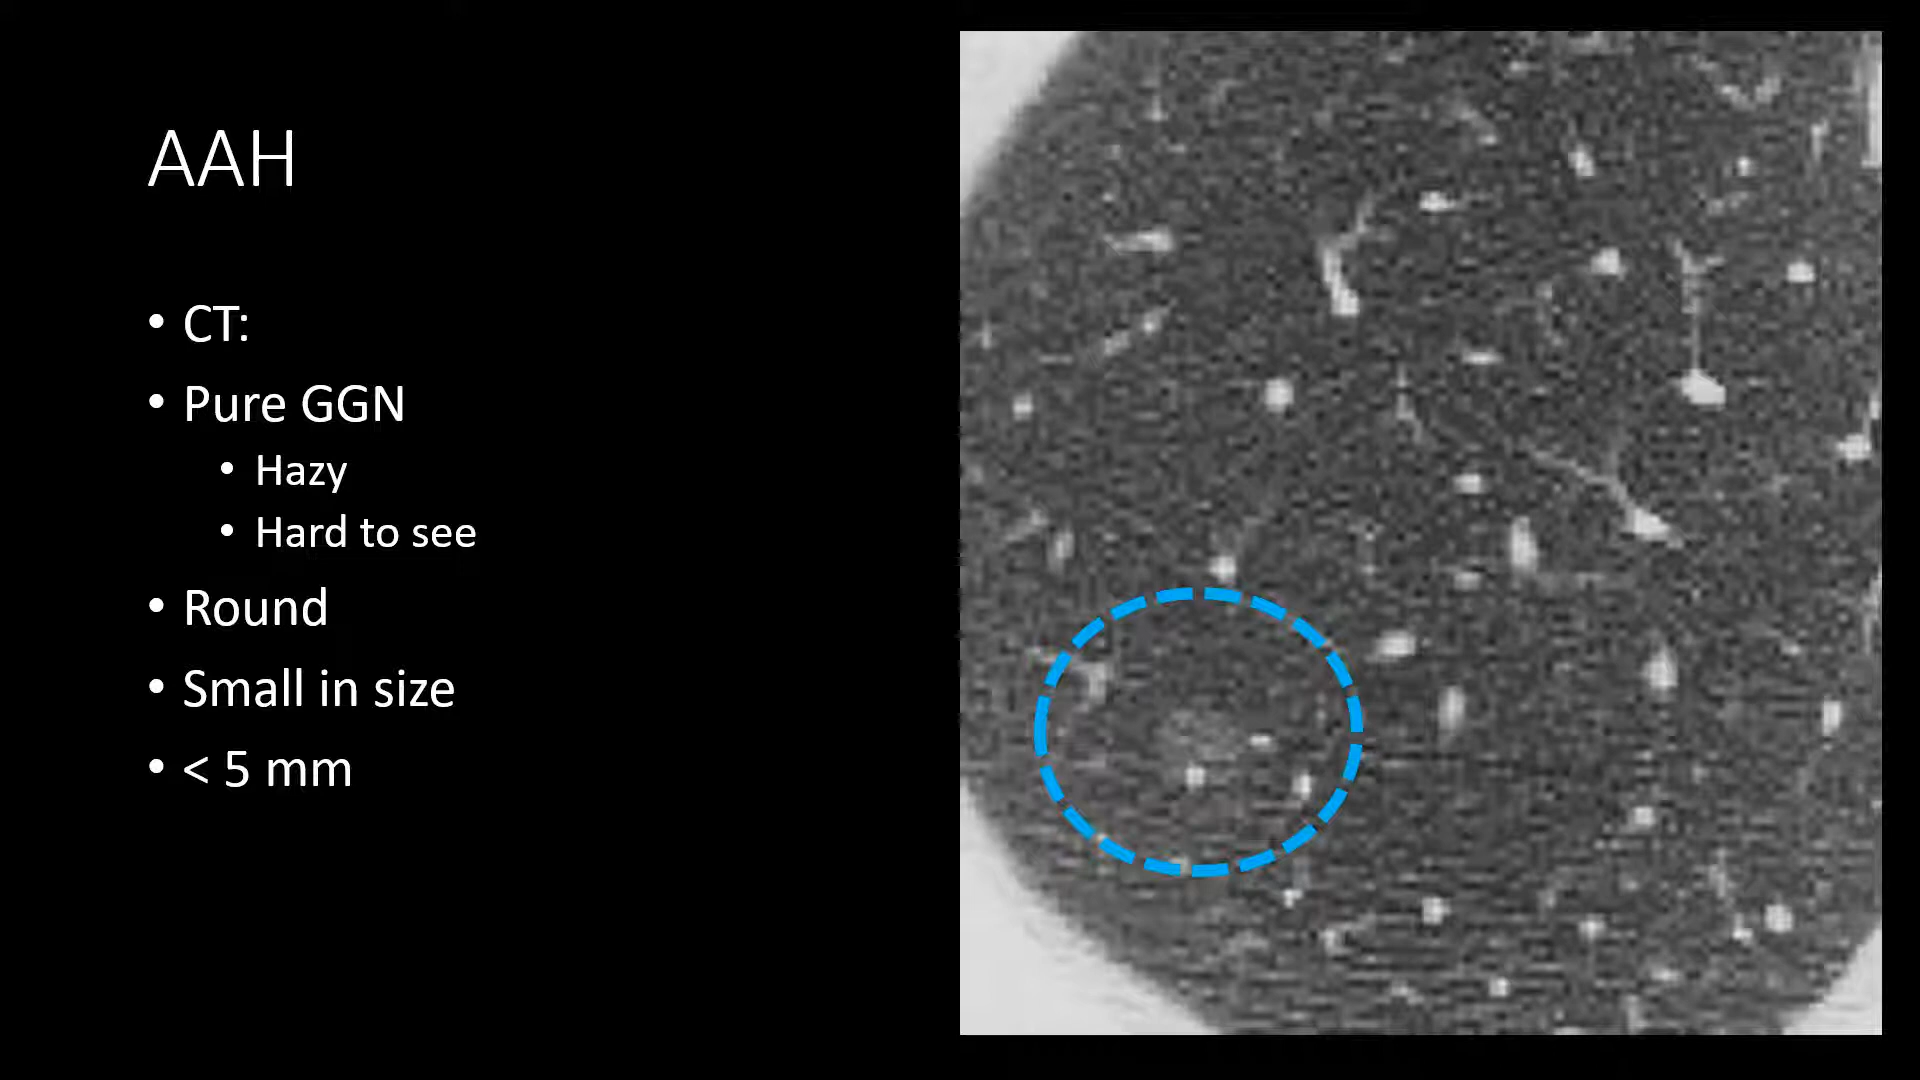 AAH
• CT:
• Pure GGN
• Hazy
• Hard to see
• Round
• Small in size
• < 5 mm